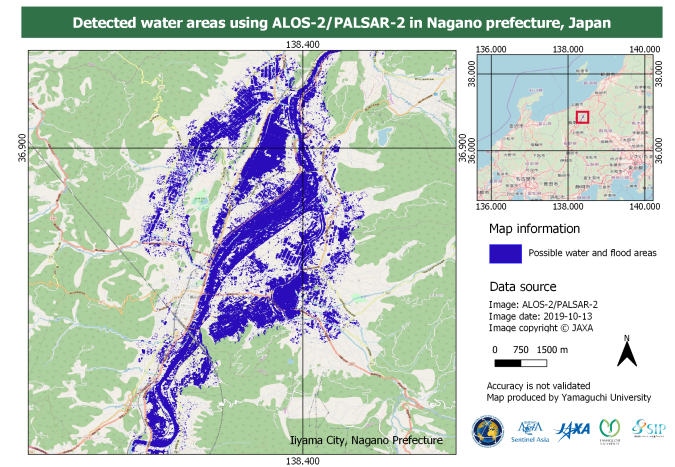 Detected water areas using ALOS-2/PALSAR-2 in Nagano prefecture, Japan
138.400
36.900
36.900
Iiyama City, Nagano Prefecture
138.400
136.000 138.000 140.000
38.000
38.000
36.000
36.000
136.000 138.000 140.000
Map information
Possible water and flood areas
Data source
Image: ALOS-2/PALSAR-2
Image date: 2019-10-13
Image copyright © JAXA
0 750 1500 m
N
Accuracy is not validated
Map produced by Yamaguchi University
Sentinel Asia
JAXA
SIP